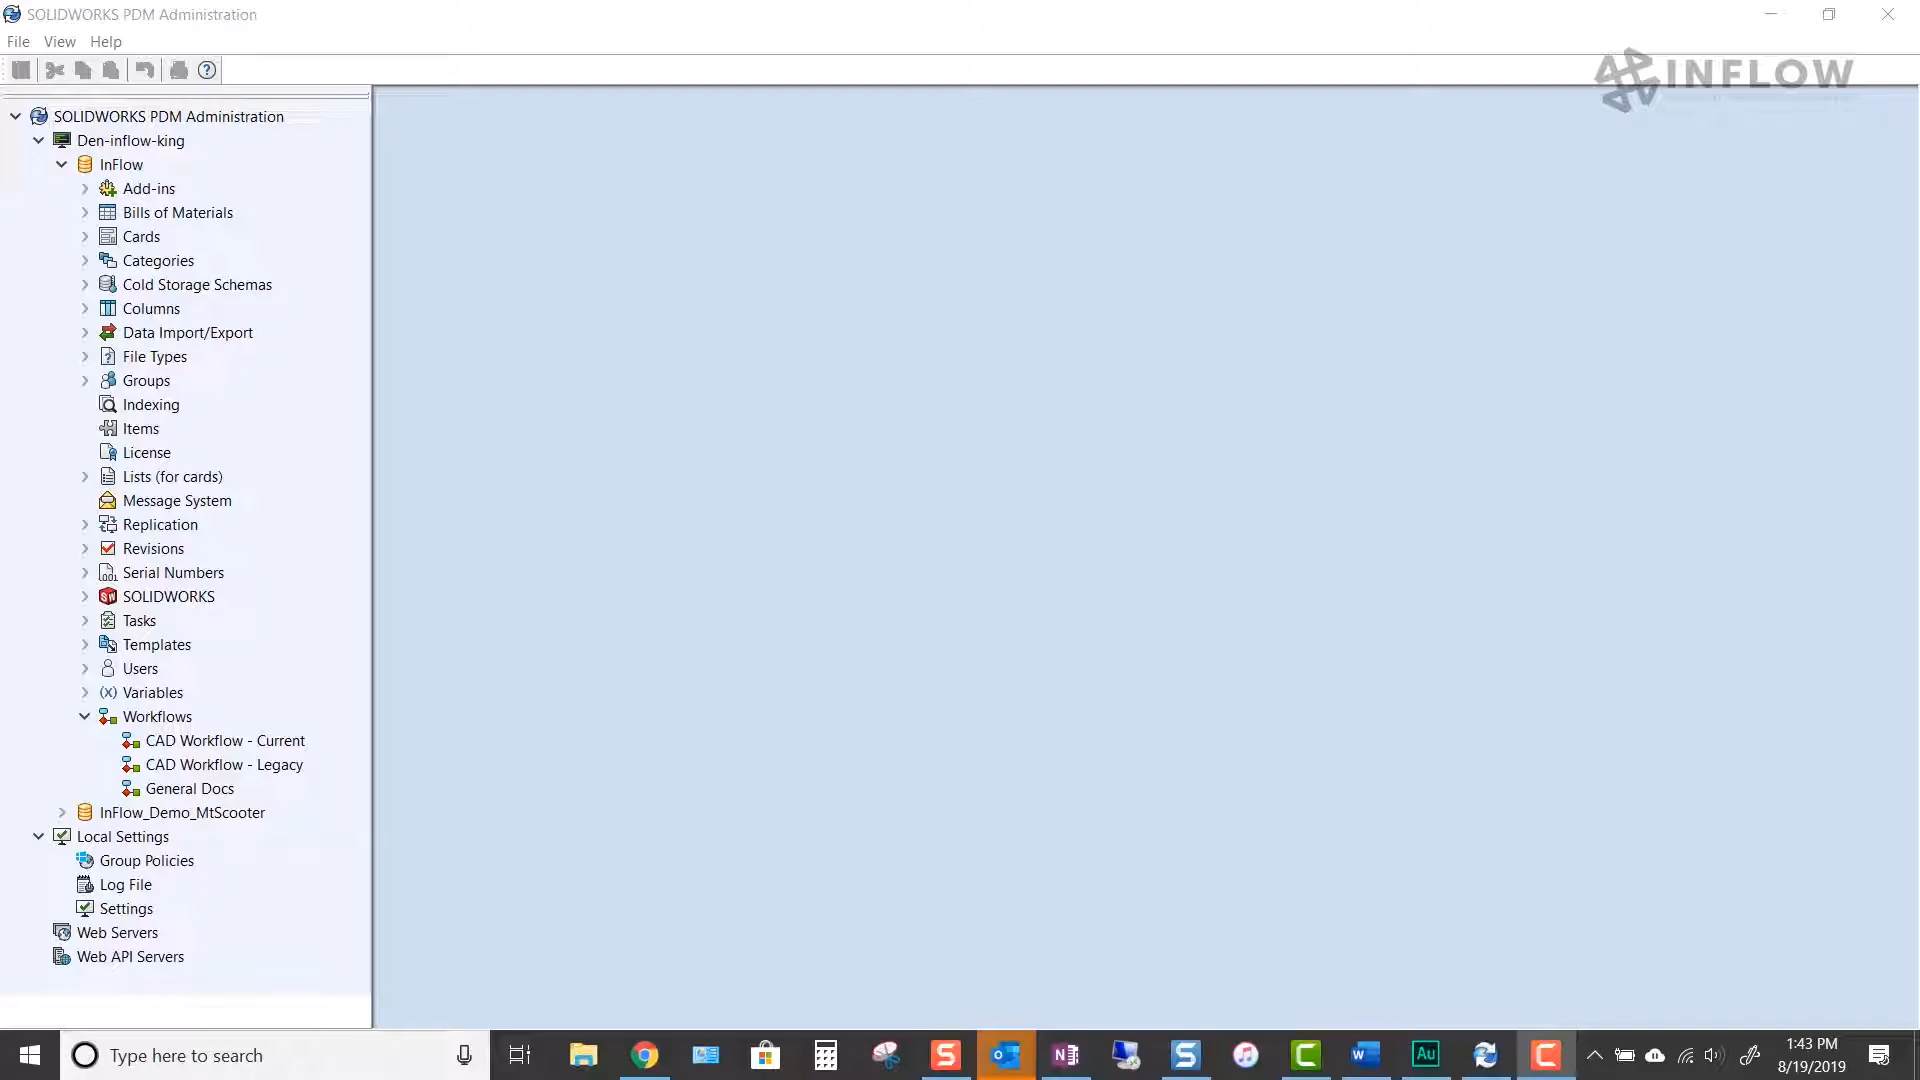 SOLIDWORKS PDM Administration
File View Help
INFLOW
SOLIDWORKS PDM Administration
Den-inflow-king
InFlow
Add-ins
Bills of Materials
Cards
Categories
Cold Storage Schemas
Columns
Data Import/Export
File Types
Groups
Indexing
Items
License
Lists (for cards)
Message System
Replication
Revisions
Serial Numbers
SOLIDWORKS
Tasks
Templates
Users
(x) Variables
Workflows
CAD Workflow - Current
CAD Workflow - Legacy
General Docs
InFlow_Demo_MtScooter
Local Settings
Group Policies
Log File
Settings
Web Servers
Web API Servers
Type here to search
1:43 PM
8/19/2019